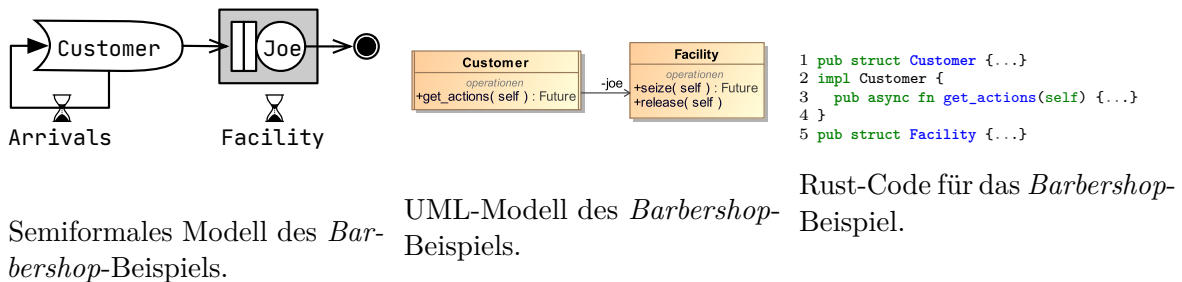 Customer
Joe
Arrivals
Facility
Semiformales Modell des Bar-
bershop-Beispiels.
Customer
operationen
+get_actions( self ) : Future
-joe
Facility
operationen
+seize( self ) : Future
+release( self )
UML-Modell des Barbershop-
Beispiels.
1 pub struct Customer {...}
2 impl Customer {
3 pub async fn get_actions(self) {...}
4 }
5 pub struct Facility {...}
Rust-Code für das Barbershop-
Beispiel.